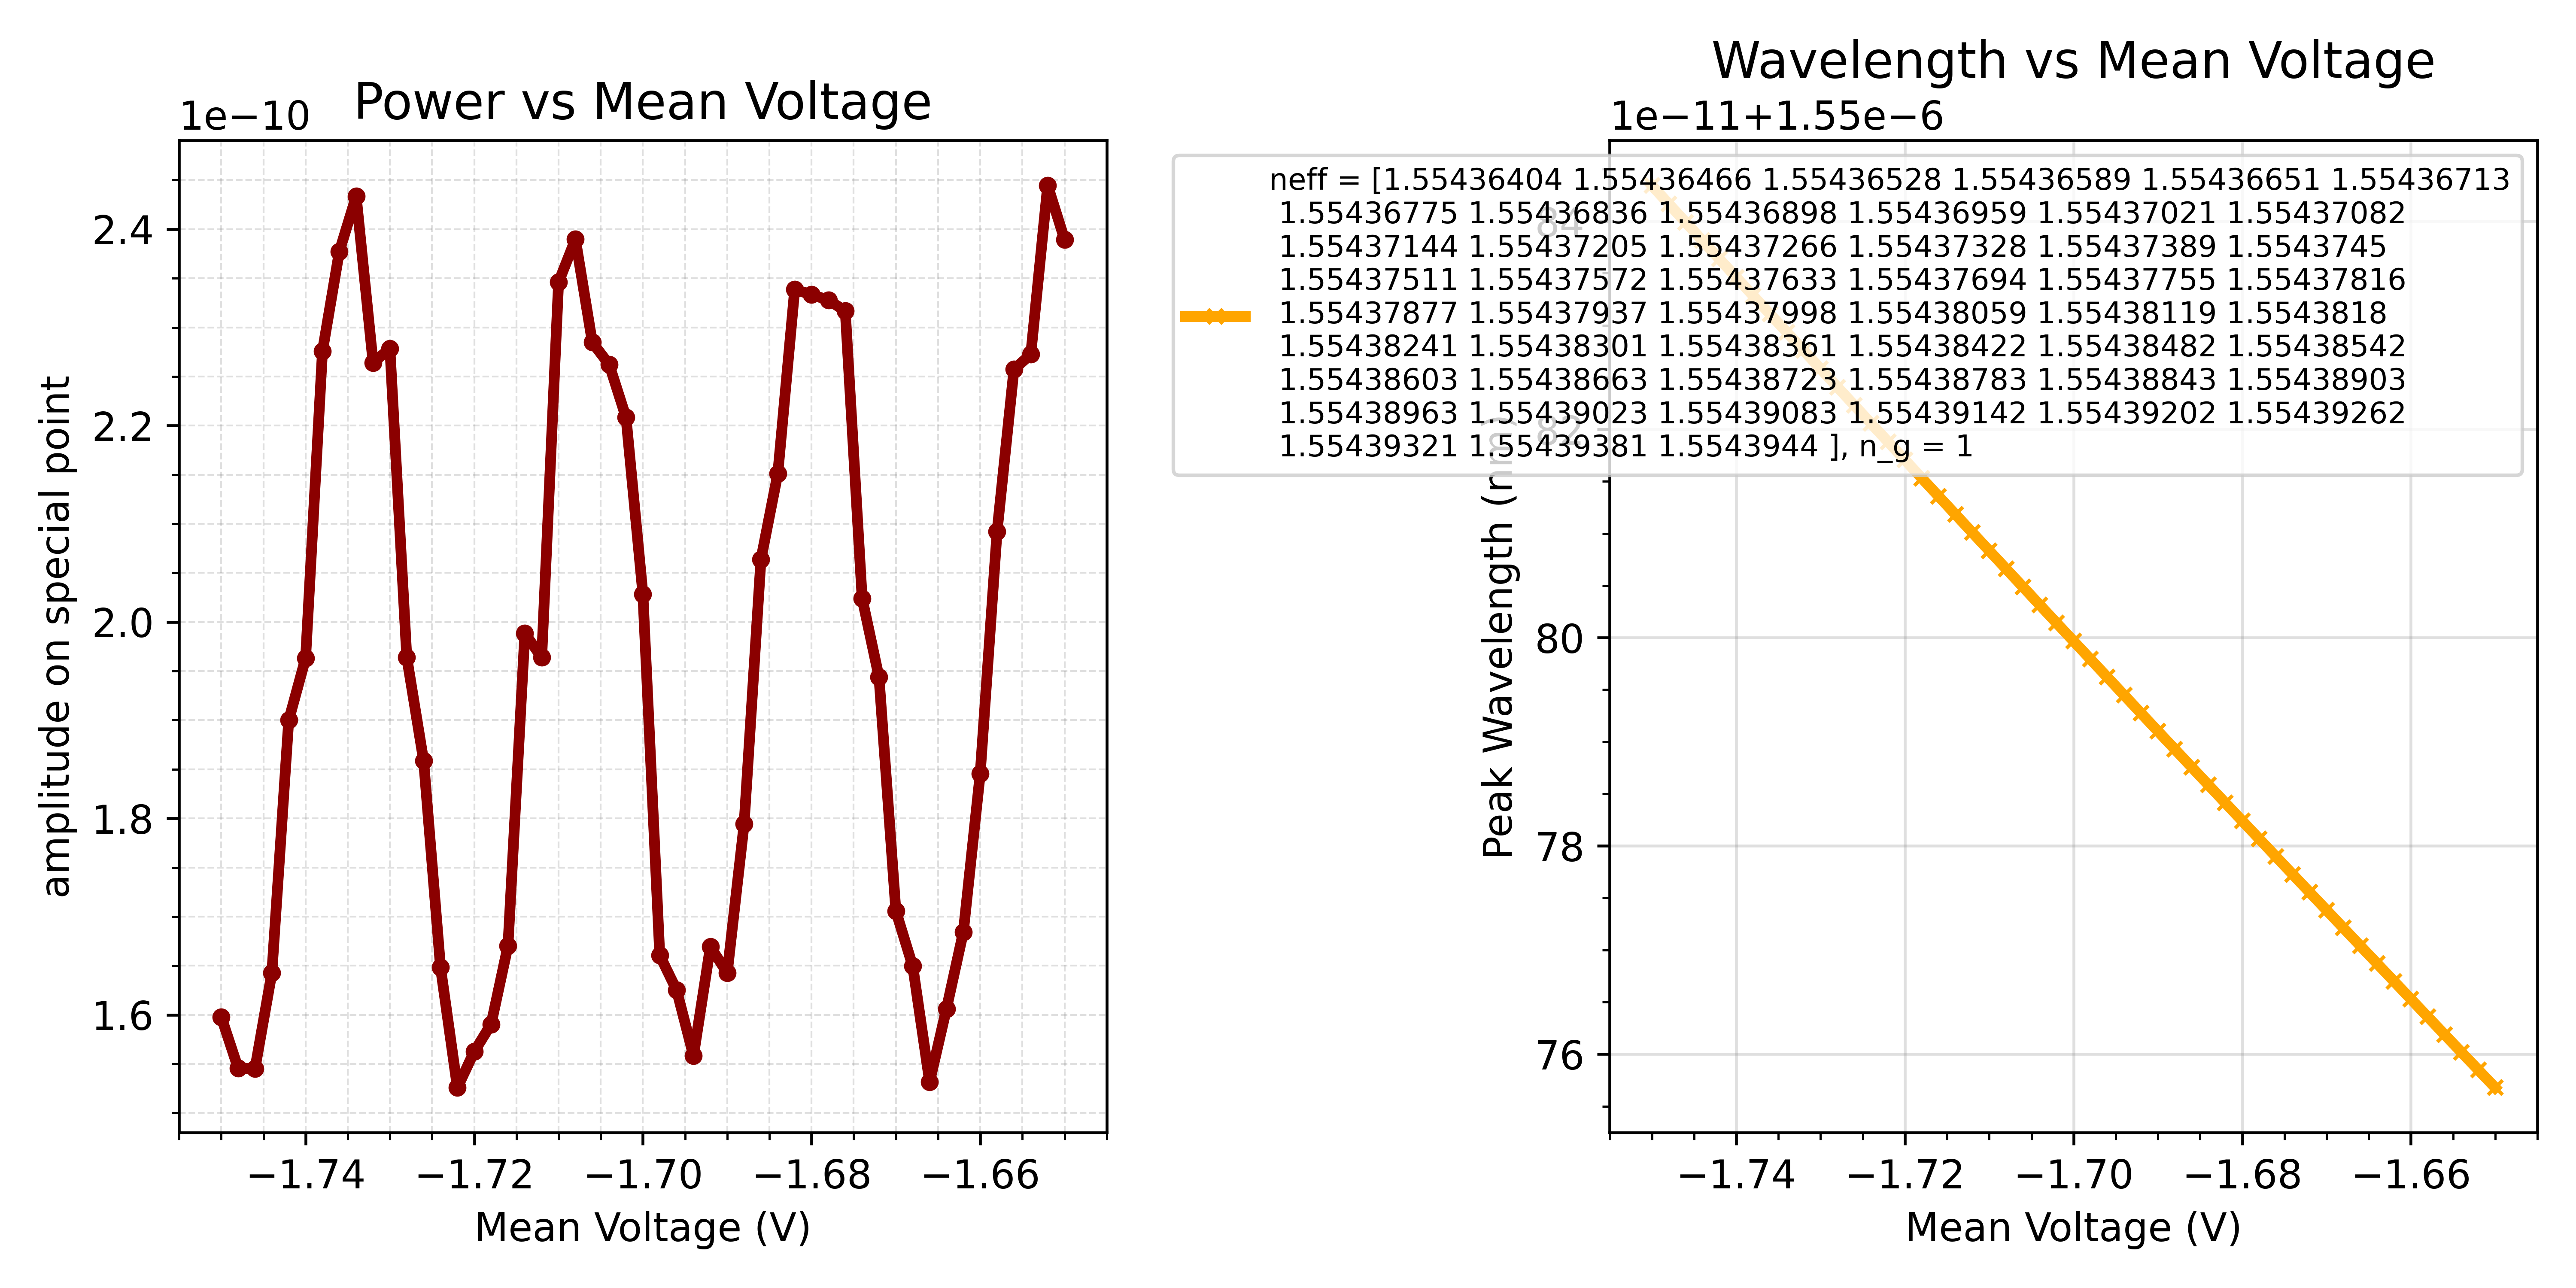 Power vs Mean Voltage
1e−10
2.4
2.2
2.0
1.8
1.6
amplitude on special point
−1.74 −1.72 −1.70 −1.68 −1.66
Mean Voltage (V)
Wavelength vs Mean Voltage
1e−11+1.55e−6
neff = [1.55436404 1.55436466 1.55436528 1.55436589 1.55436651 1.55436713
1.55436775 1.55436836 1.55436898 1.55436959 1.55437021 1.55437082
1.55437144 1.55437205 1.55437266 1.55437328 1.55437389 1.5543745
1.55437511 1.55437572 1.55437633 1.55437694 1.55437755 1.55437816
1.55437877 1.55437937 1.55437998 1.55438059 1.55438119 1.5543818
1.55438241 1.55438301 1.55438361 1.55438422 1.55438482 1.55438542
1.55438603 1.55438663 1.55438723 1.55438783 1.55438843 1.55438903
1.55438963 1.55439023 1.55439083 1.55439142 1.55439202 1.55439262
1.55439321 1.55439381 1.5543944 ], n_g = 1
84
82
80
78
76
Peak Wavelength (nm)
−1.74 −1.72 −1.70 −1.68 −1.66
Mean Voltage (V)